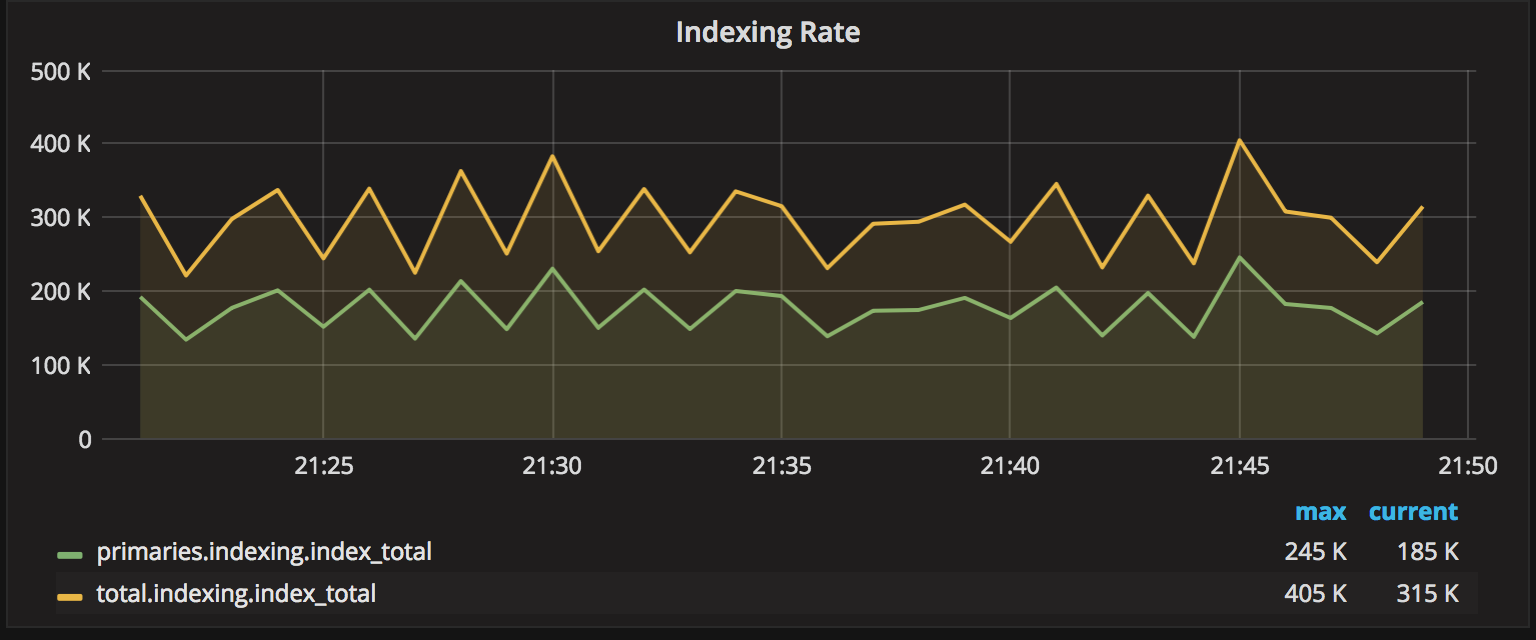 Indexing Rate
500 K
400 K
300 K
200 K
100 K
0
21:25 21:30 21:35 21:40 21:45 21:50
max current
primaries.indexing.index_total 245 K 185 K
total.indexing.index_total 405 K 315 K